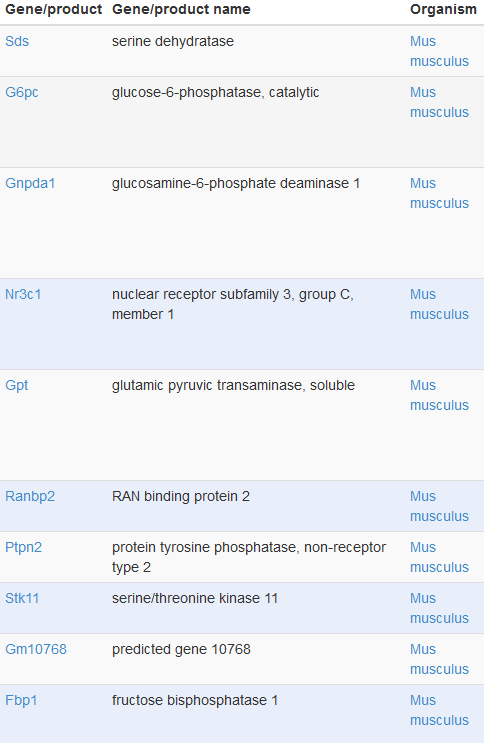 Gene/product Gene/product name Organism
Sds serine dehydratase Mus
musculus
G6pc glucose-6-phosphatase, catalytic Mus
musculus
Gnpda1 glucosamine-6-phosphate deaminase 1 Mus
musculus
Nr3c1 nuclear receptor subfamily 3, group C, Mus
member 1 musculus
Gpt glutamic pyruvic transaminase, soluble Mus
musculus
Ranbp2 RAN binding protein 2 Mus
musculus
Ptpn2 protein tyrosine phosphatase, non-receptor Mus
type 2 musculus
Stk11 serine/threonine kinase 11 Mus
musculus
Gm10768 predicted gene 10768 Mus
musculus
Fbp1 fructose bisphosphatase 1 Mus
musculus